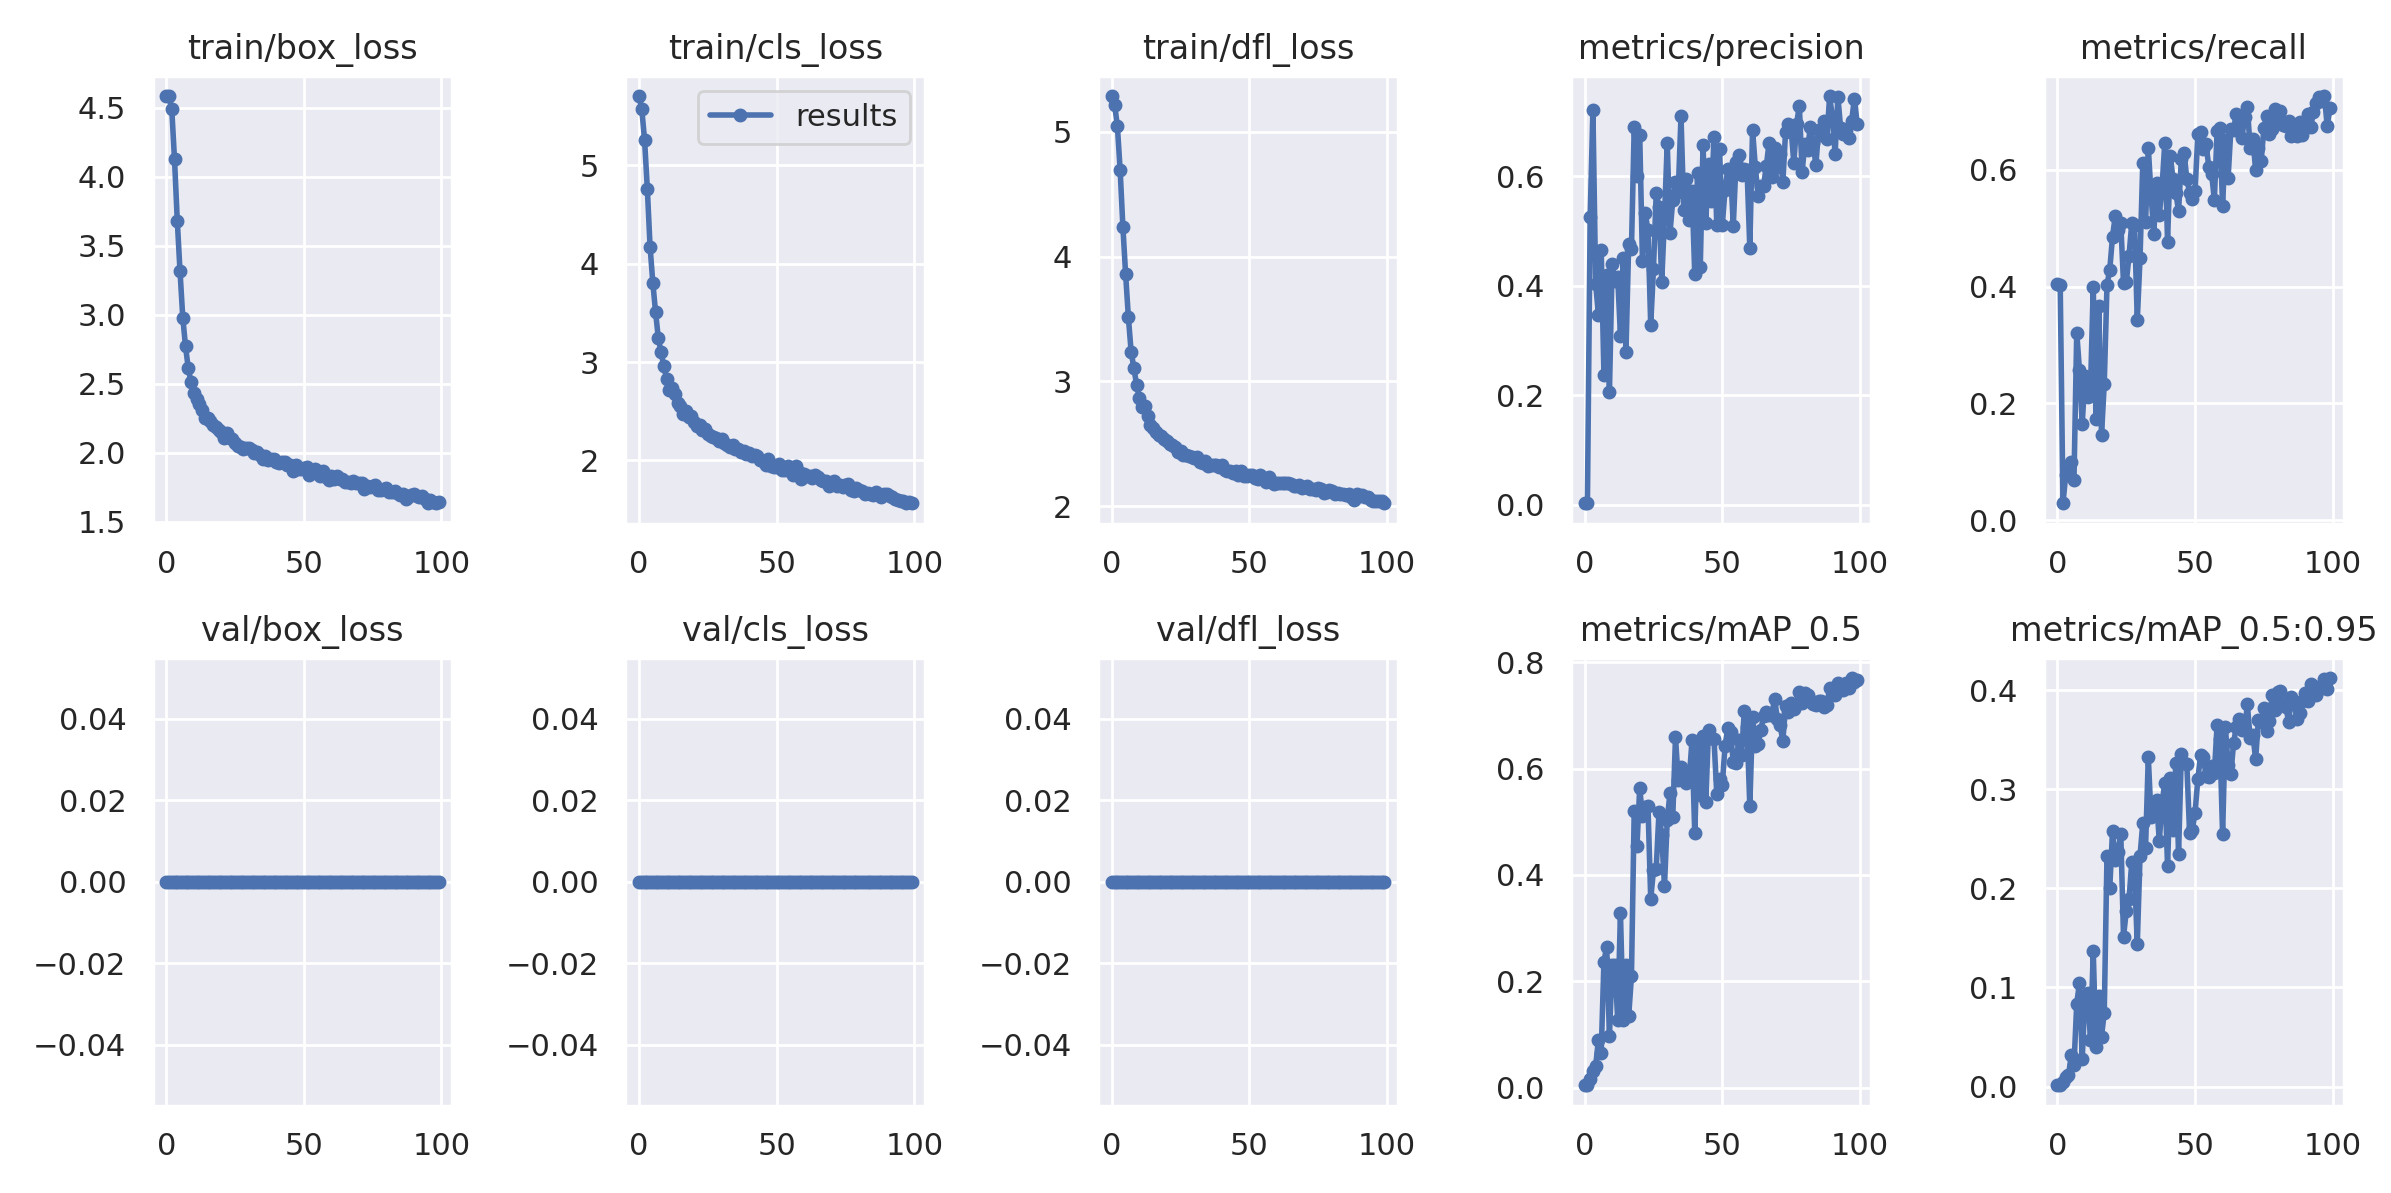 train/box_loss
train/cls_loss
train/dfl_loss
metrics/precision
metrics/recall
4.5
4.0
3.5
3.0
2.5
2.0
1.5
0 50 100
results
5
4
3
2
0 50 100
5
4
3
2
0 50 100
0.6
0.4
0.2
0.0
0 50 100
0.6
0.4
0.2
0.0
0 50 100
val/box_loss
val/cls_loss
val/dfl_loss
metrics/mAP_0.5
metrics/mAP_0.5:0.95
0.04
0.02
0.00
−0.02
−0.04
0 50 100
0.04
0.02
0.00
−0.02
−0.04
0 50 100
0.04
0.02
0.00
−0.02
−0.04
0 50 100
0.8
0.6
0.4
0.2
0.0
0 50 100
0.4
0.3
0.2
0.1
0.0
0 50 100